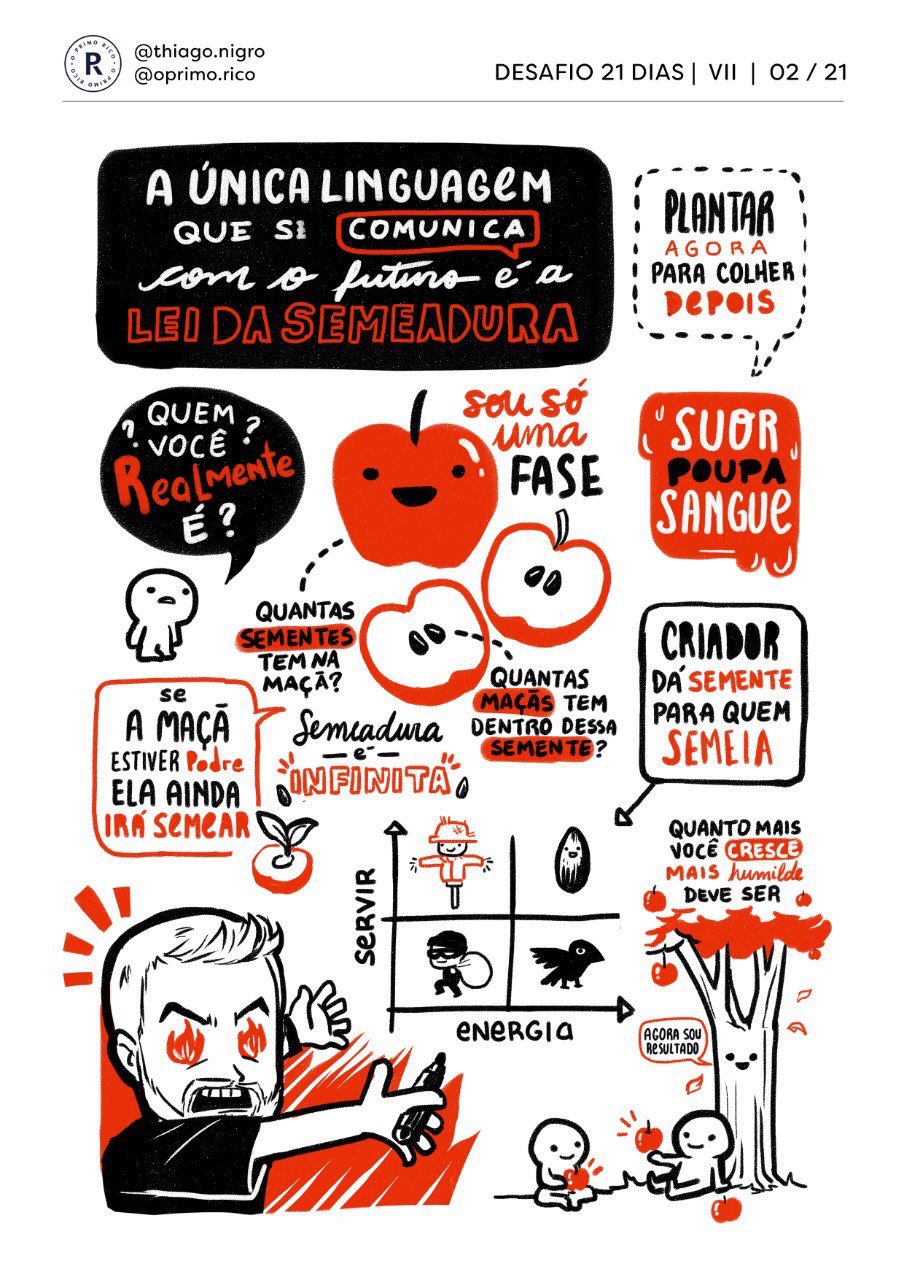 O PRIMO RICO • O PRIMO RICO •
R
@thiago.nigro
@oprimo.rico
DESAFIO 21 DIAS | VII | 02 / 21
A ÚNICA LINGUAGEM
QUE SI COMUNICA
com o futuro é a
LEI DA SEMEADURA
PLANTAR
AGORA
PARA COLHER
DEPOIS
? QUEM ?
VOCÊ
Realmente
É?
sou só
uma
FASE
SUOR
POUPA
SANGUE
QUANTAS
SEMENTES
TEM NA
MAÇÃ?
QUANTAS
MAÇÃS TEM
DENTRO DESSA
SEMENTE?
CRIADOR
DÁ SEMENTE
PARA QUEM
SEMEIA
se
A MAÇÃ
ESTIVER Podre
ELA AINDA
IRÁ SEMEAR
Semeadura
é
INFINITA
QUANTO MAIS
VOCÊ CRESCE
MAIS humilde
DEVE SER
SERVIR
ENERGIA
AGORA SOU
RESULTADO